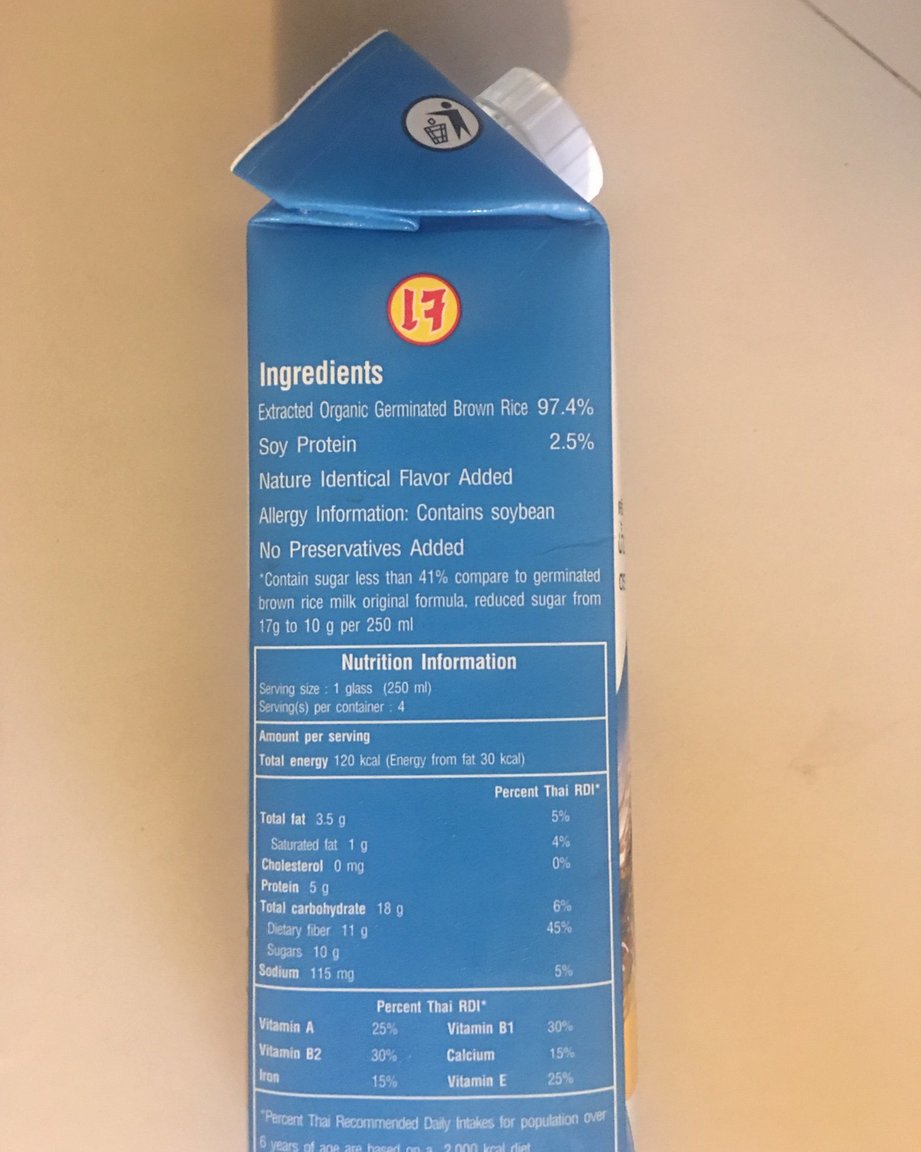 17
Ingredients
Extracted Organic Germinated Brown Rice 97.4%
Soy Protein 2.5%
Nature Identical Flavor Added
Allergy Information: Contains soybean
No Preservatives Added
*Contain sugar less than 41% compare to germinated
brown rice milk original formula, reduced sugar from
17g to 10 g per 250 ml
Nutrition Information
Serving size : 1 glass (250 ml)
Serving(s) per container : 4
Amount per serving
Total energy 120 kcal (Energy from fat 30 kcal)
Percent Thai RDI*
Total fat 3.5 g 5%
Saturated fat 1 g 4%
Cholesterol 0 mg 0%
Protein 5 g
Total carbohydrate 18 g 6%
Dietary fiber 11 g 45%
Sugars 10 g
Sodium 115 mg 5%
Percent Thai RDI*
Vitamin A 25% Vitamin B1 30%
Vitamin B2 30% Calcium 15%
Iron 15% Vitamin E 25%
*Percent Thai Recommended Daily Intakes for population over
6 years of age are based on a 2,000 kcal diet